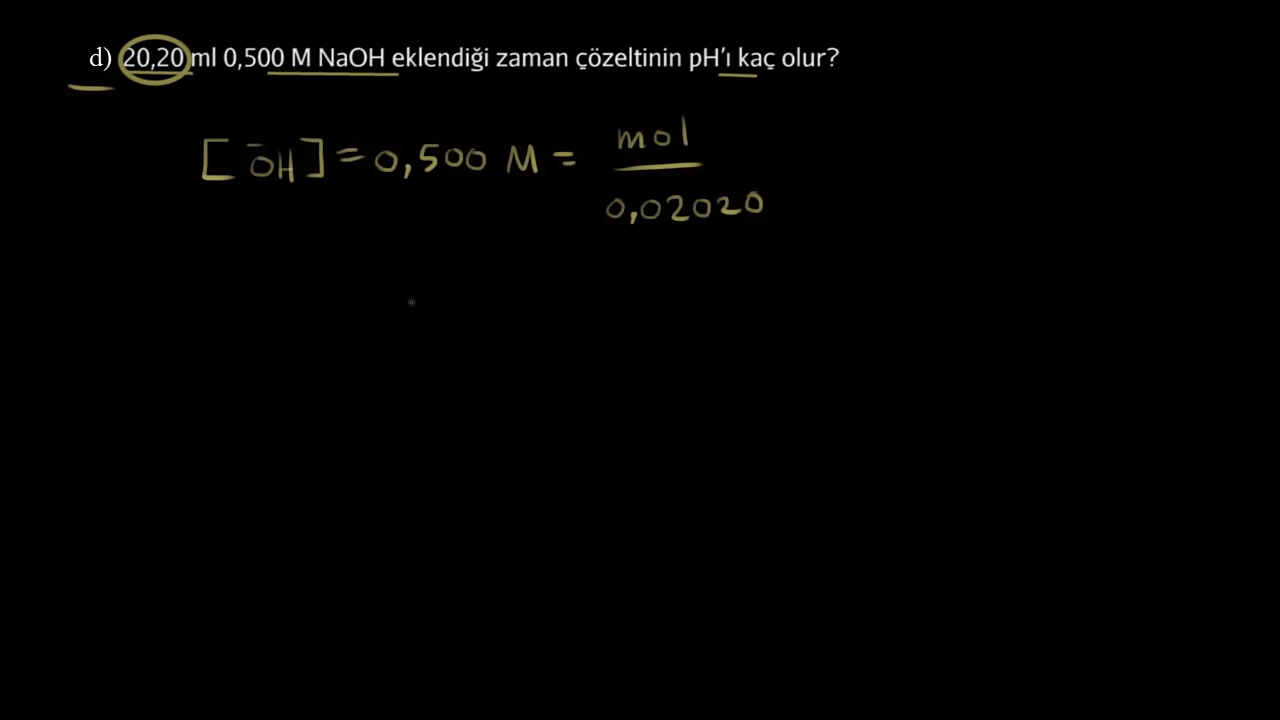 d) 20,20 ml 0,500 M NaOH eklendiği zaman çözeltinin pH'ı kaç olur?
[ ⁻OH ] = 0,500 M = mol / 0,02020